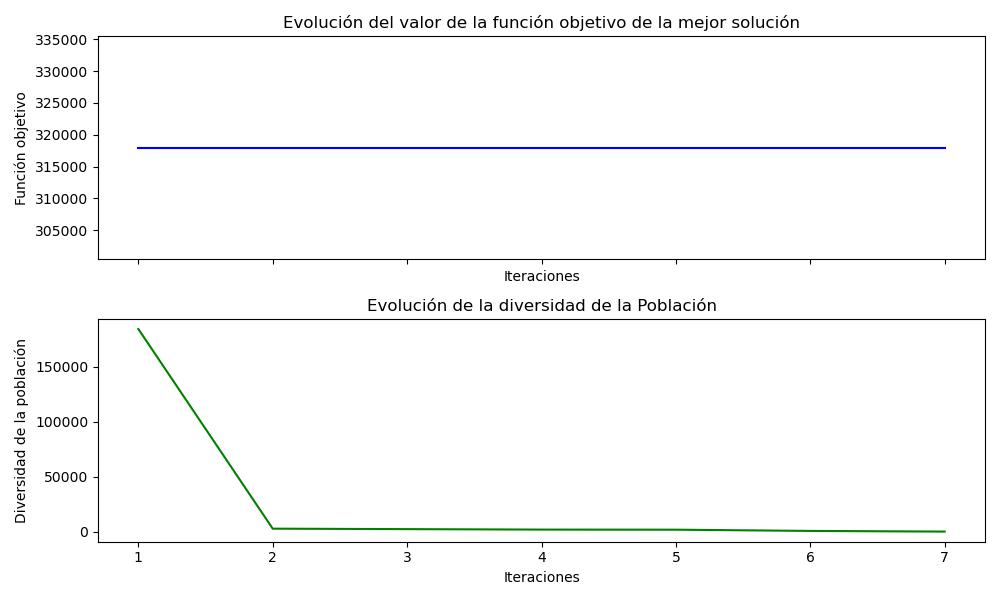 Evolución del valor de la función objetivo de la mejor solución
335000
330000
325000
320000
315000
310000
305000
Función objetivo
Iteraciones
Evolución de la diversidad de la Población
150000
100000
50000
0
Diversidad de la población
1 2 3 4 5 6 7
Iteraciones